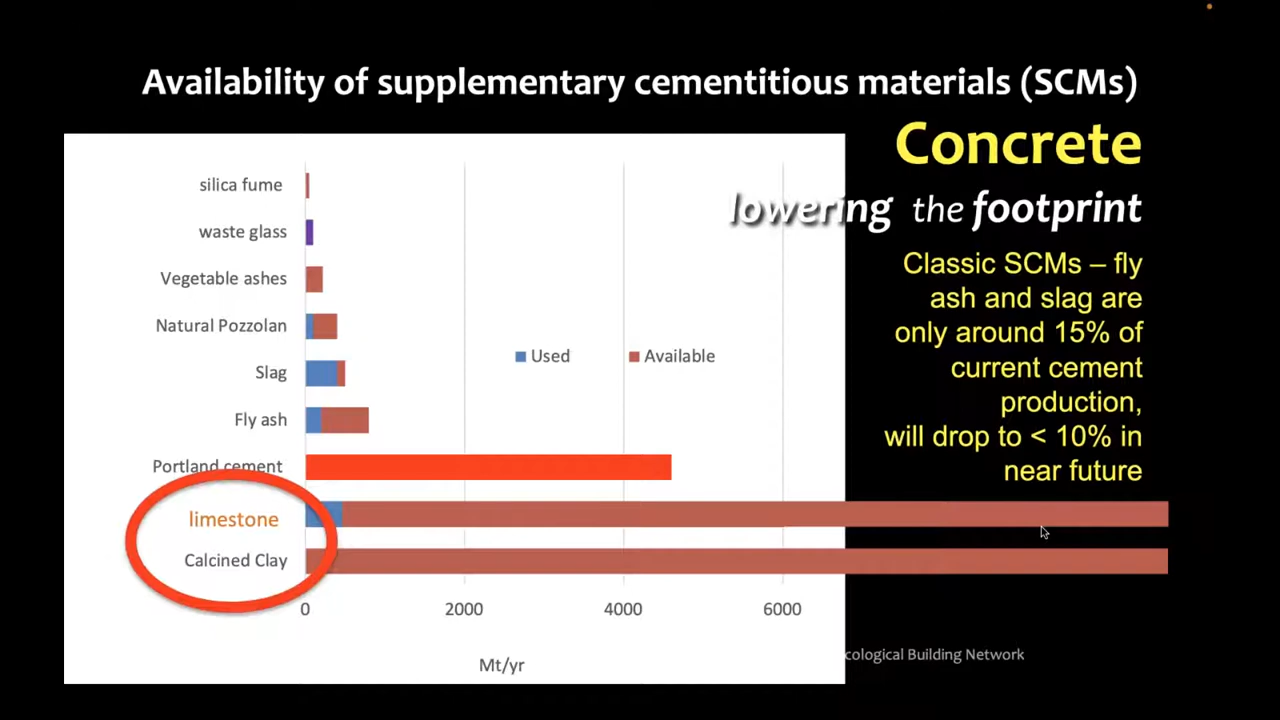 Availability of supplementary cementitious materials (SCMs)
Concrete
lowering the footprint
Classic SCMs – fly
ash and slag are
only around 15% of
current cement
production,
will drop to < 10% in
near future
silica fume
waste glass
Vegetable ashes
Natural Pozzolan
Slag
Fly ash
Portland cement
limestone
Calcined Clay
Used Available
0 2000 4000 6000
Mt/yr
cological Building Network